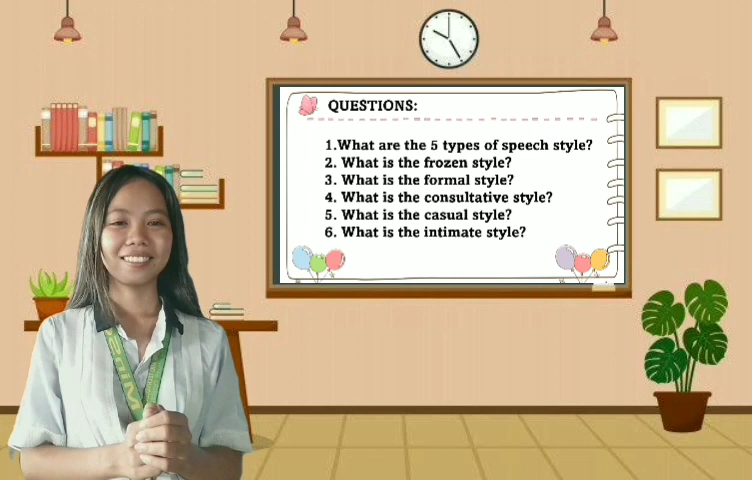 QUESTIONS:
1.What are the 5 types of speech style?
2. What is the frozen style?
3. What is the formal style?
4. What is the consultative style?
5. What is the casual style?
6. What is the intimate style?